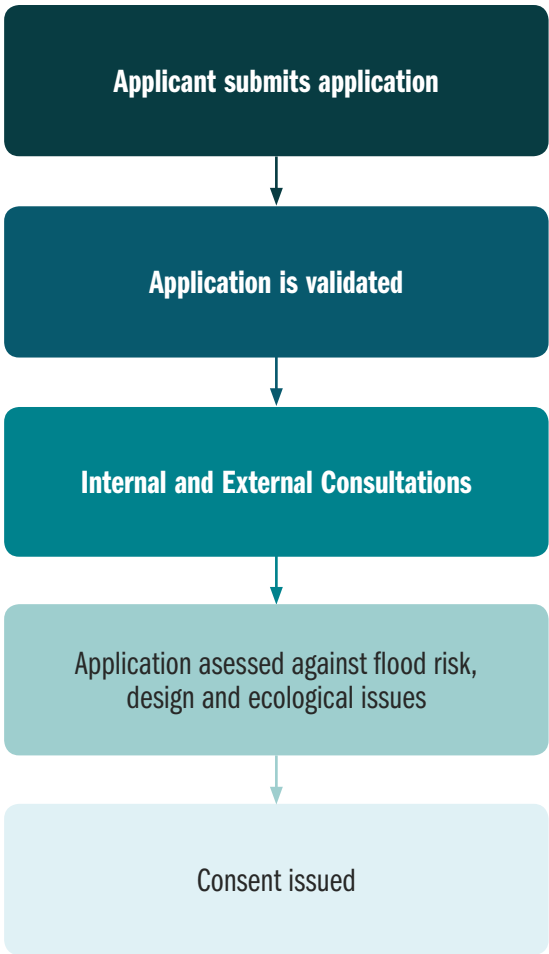 Applicant submits application
Application is validated
Internal and External Consultations
Application asessed against flood risk,
design and ecological issues
Consent issued